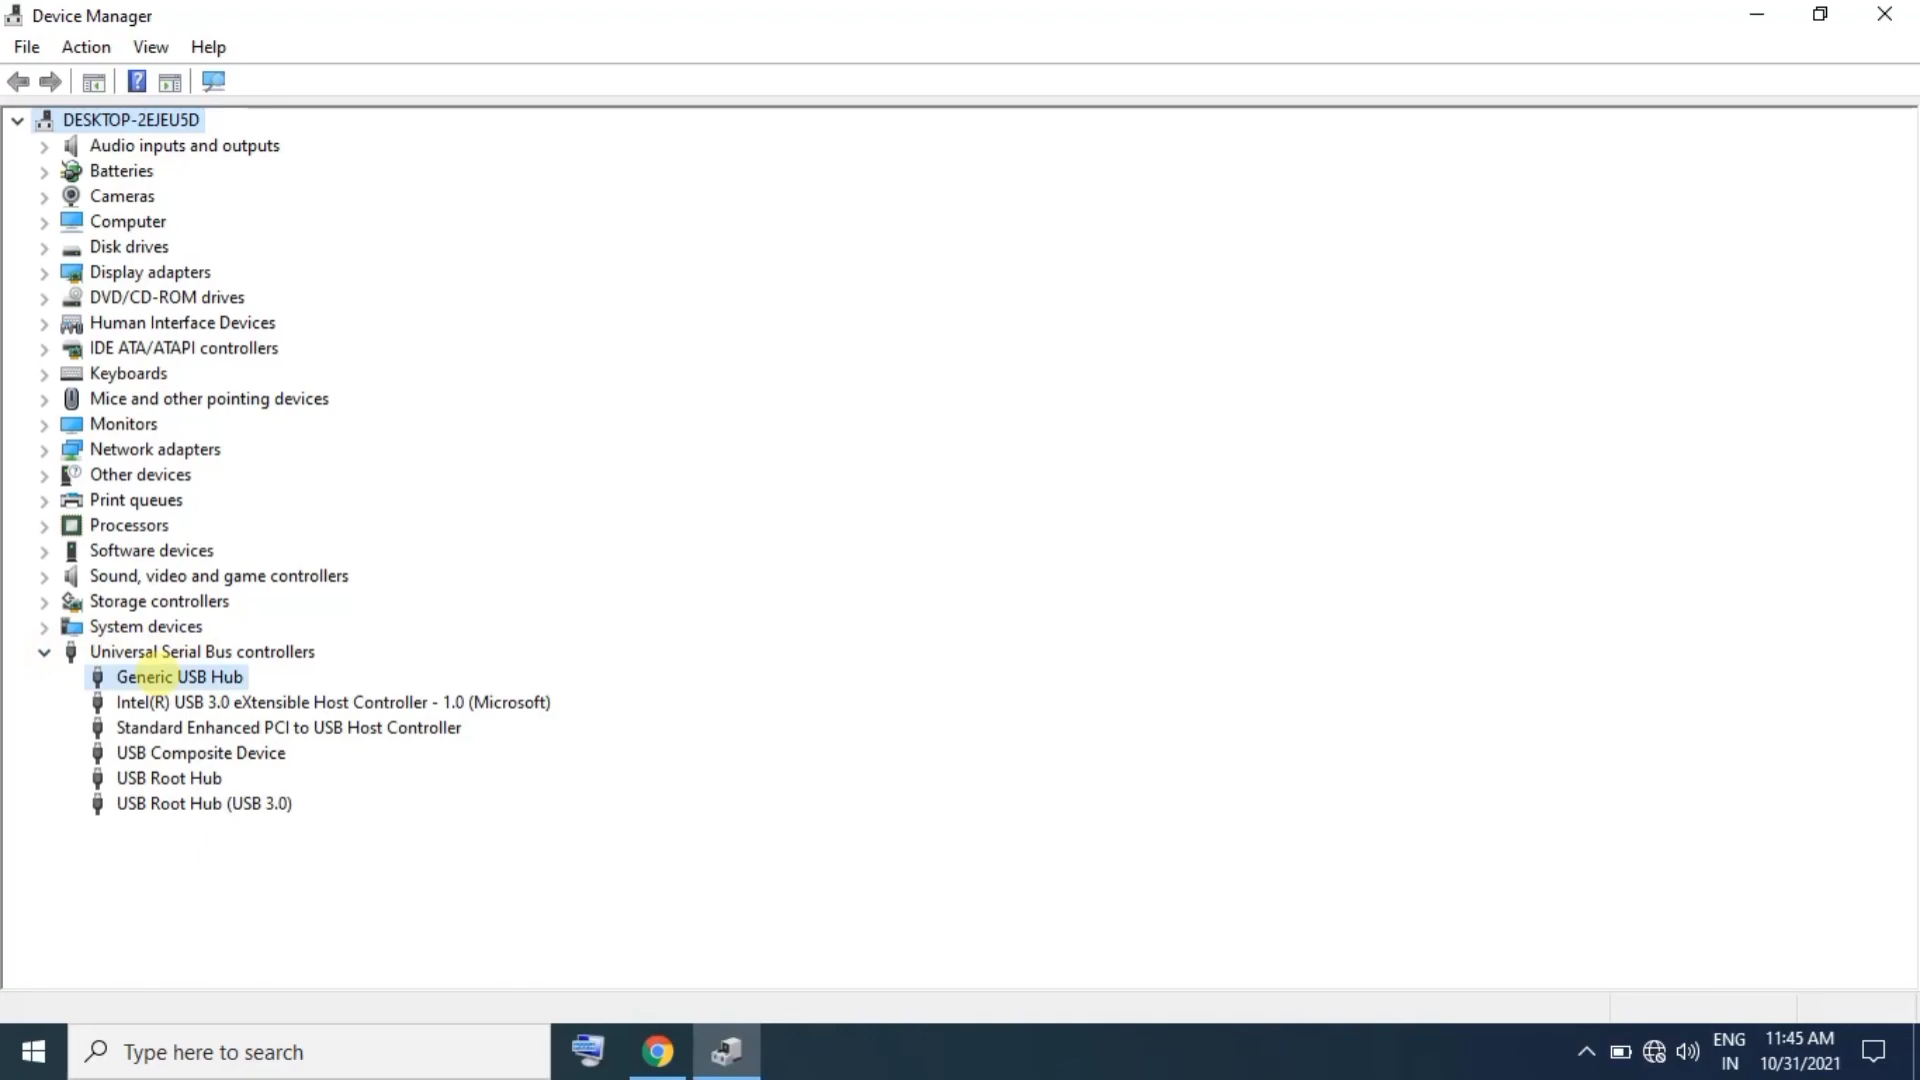 Device Manager
File Action View Help
DESKTOP-2EJEU5D
Audio inputs and outputs
Batteries
Cameras
Computer
Disk drives
Display adapters
DVD/CD-ROM drives
Human Interface Devices
IDE ATA/ATAPI controllers
Keyboards
Mice and other pointing devices
Monitors
Network adapters
Other devices
Print queues
Processors
Software devices
Sound, video and game controllers
Storage controllers
System devices
Universal Serial Bus controllers
Generic USB Hub
Intel(R) USB 3.0 eXtensible Host Controller - 1.0 (Microsoft)
Standard Enhanced PCI to USB Host Controller
USB Composite Device
USB Root Hub
USB Root Hub (USB 3.0)
Type here to search
ENG 11:45 AM
IN 10/31/2021